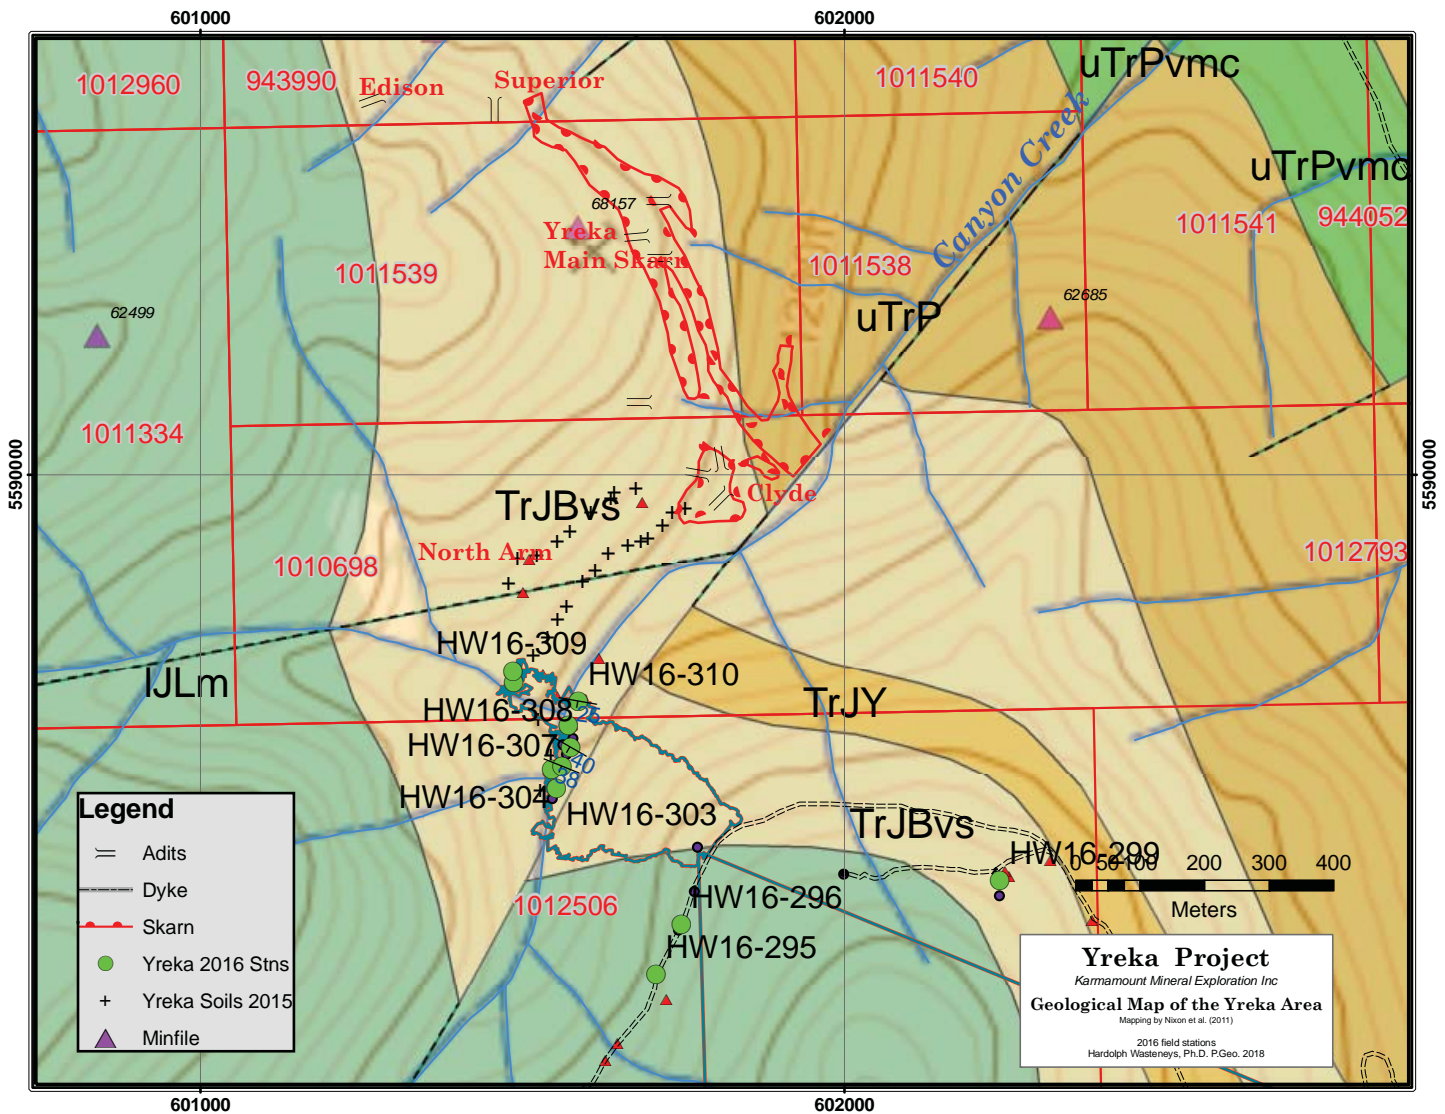 601000
602000
1012960
943990
Edison
Superior
1011540
uTrPvmc
Canyon Creek
uTrPvmc
68157
Yreka
Main Skarn
1011539
1011538
1011541
944052
62499
uTrP
62685
1011334
5590000
5590000
Clyde
TrJBvs
North Arm
1010698
1012793
HW16-309
HW16-310
lJLm
TrJY
HW16-308
25
HW16-307
40
38
HW16-304
HW16-303
TrJBvs
HW16-299
0 50 100 200 300 400
Meters
1012506
HW16-296
HW16-295
Legend
Adits
Dyke
Skarn
Yreka 2016 Stns
Yreka Soils 2015
Minfile
Yreka Project
Karmamount Mineral Exploration Inc
Geological Map of the Yreka Area
Mapping by Nixon et al. (2011)
2016 field stations
Hardolph Wasteneys, Ph.D. P.Geo. 2018
601000
602000